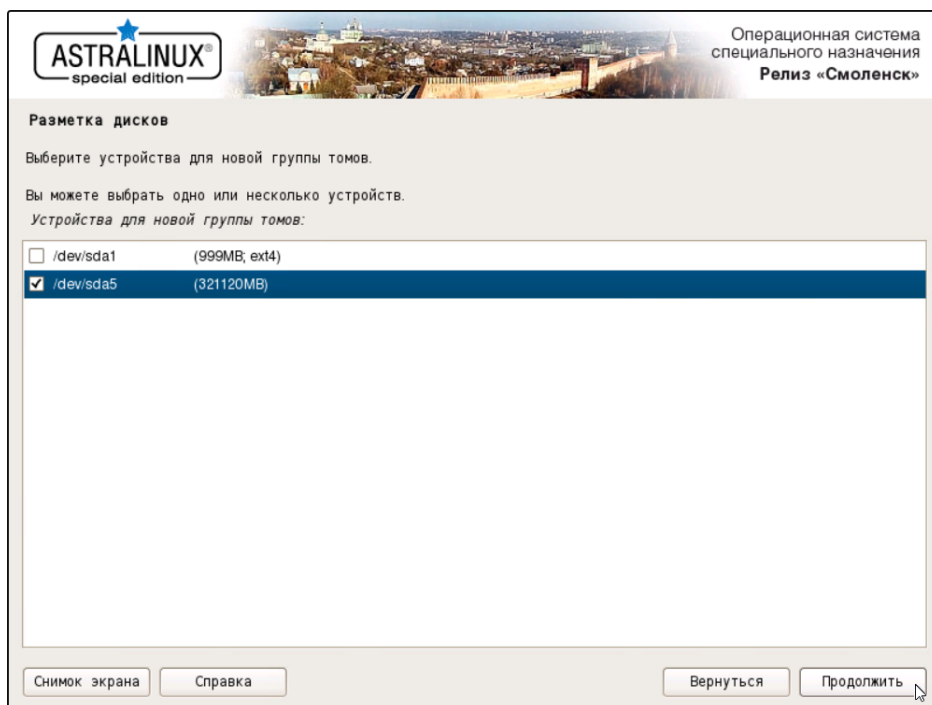 ASTRALINUX®
special edition
Операционная система
специального назначения
Релиз «Смоленск»
Разметка дисков
Выберите устройства для новой группы томов.
Вы можете выбрать одно или несколько устройств.
Устройства для новой группы томов:
/dev/sda1 (999MB; ext4)
/dev/sda5 (321120MB)
Снимок экрана Справка Вернуться Продолжить